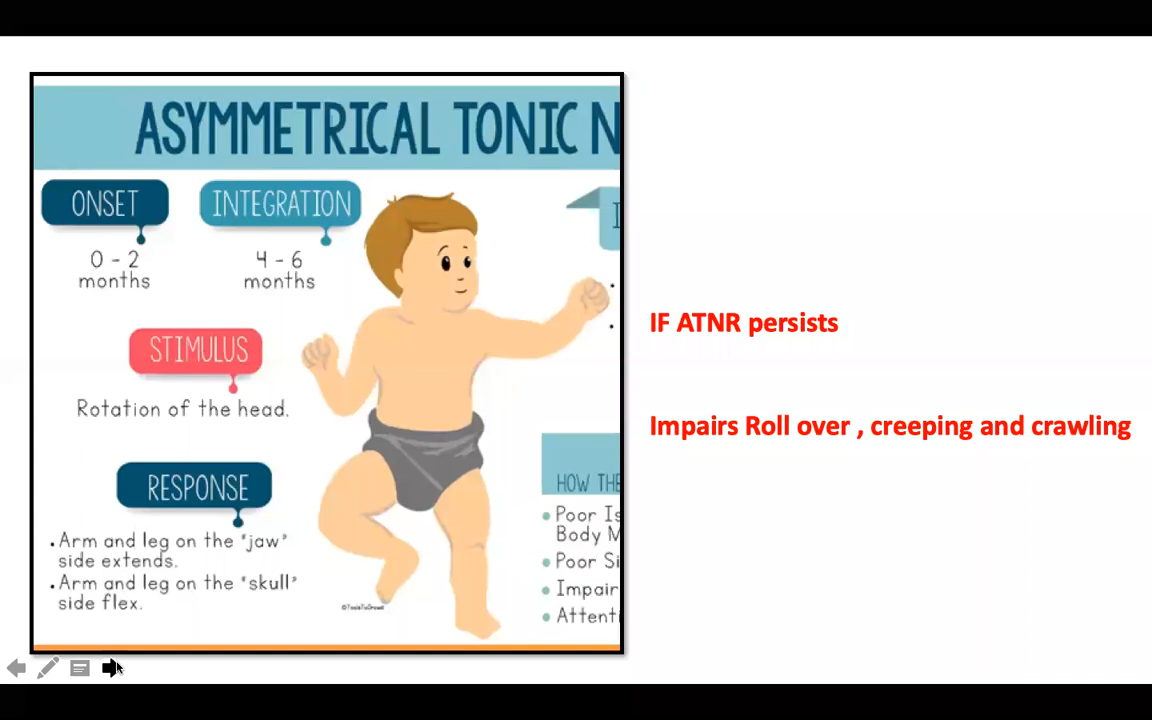 ASYMMETRICAL TONIC N
ONSET
INTEGRATION
0 - 2
months
4 - 6
months
STIMULUS
Rotation of the head.
RESPONSE
. Arm and leg on the "jaw"
side extends.
. Arm and leg on the "skull"
side flex.
©ToolsToGrow
HOW THE
• Poor Is
Body M
• Poor Si
• Impair
• Attenti
IF ATNR persists
Impairs Roll over , creeping and crawling